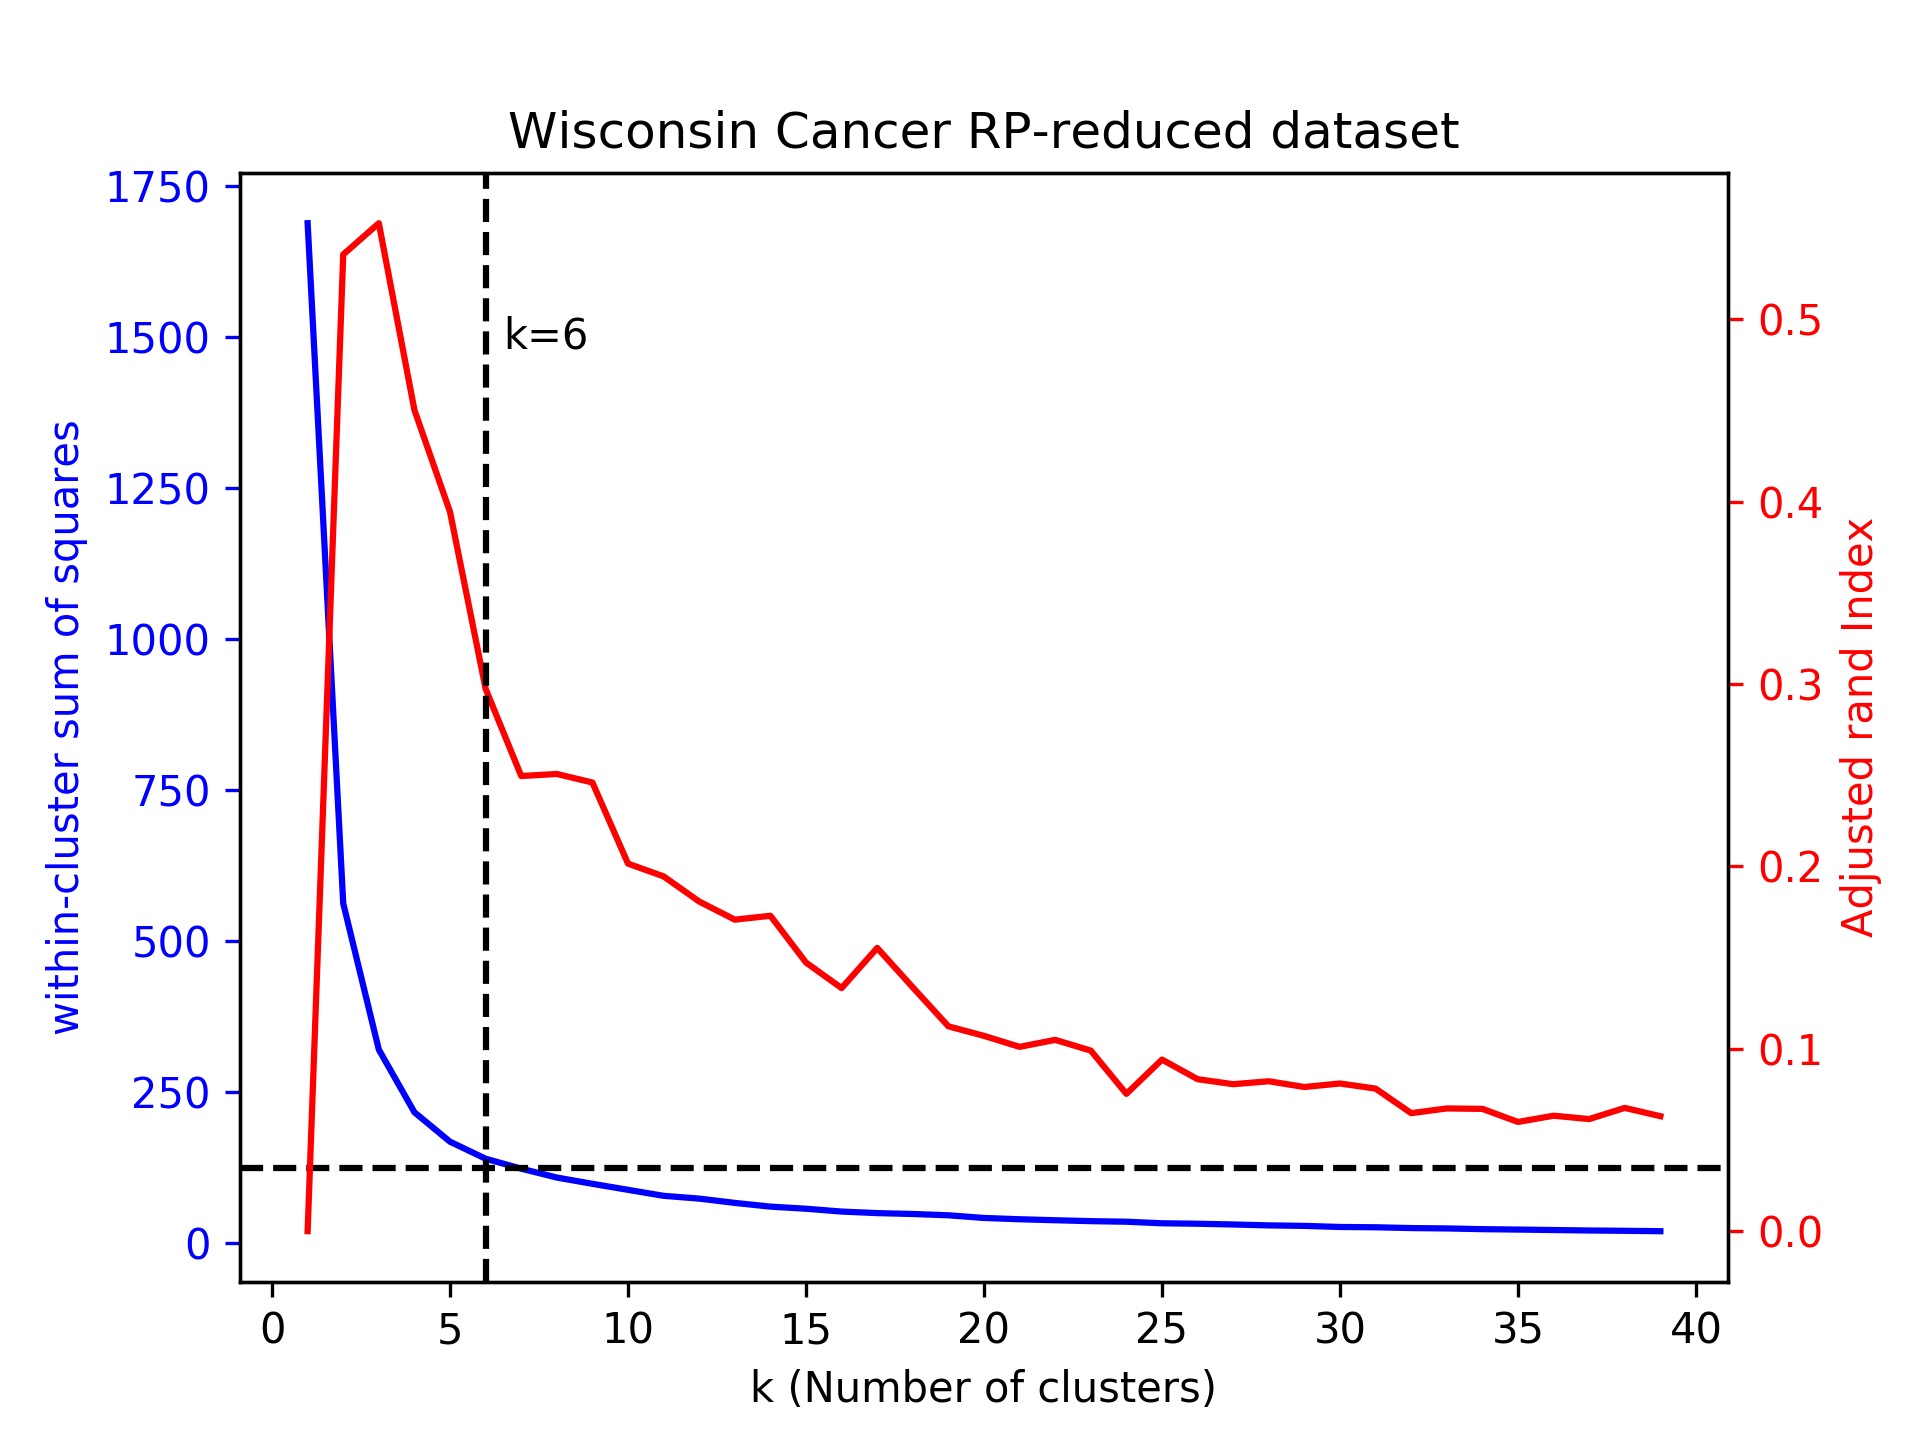 Wisconsin Cancer RP-reduced dataset
within-cluster sum of squares
1750
1500
1250
1000
750
500
250
0
k=6
Adjusted rand Index
0.5
0.4
0.3
0.2
0.1
0.0
0 5 10 15 20 25 30 35 40
k (Number of clusters)